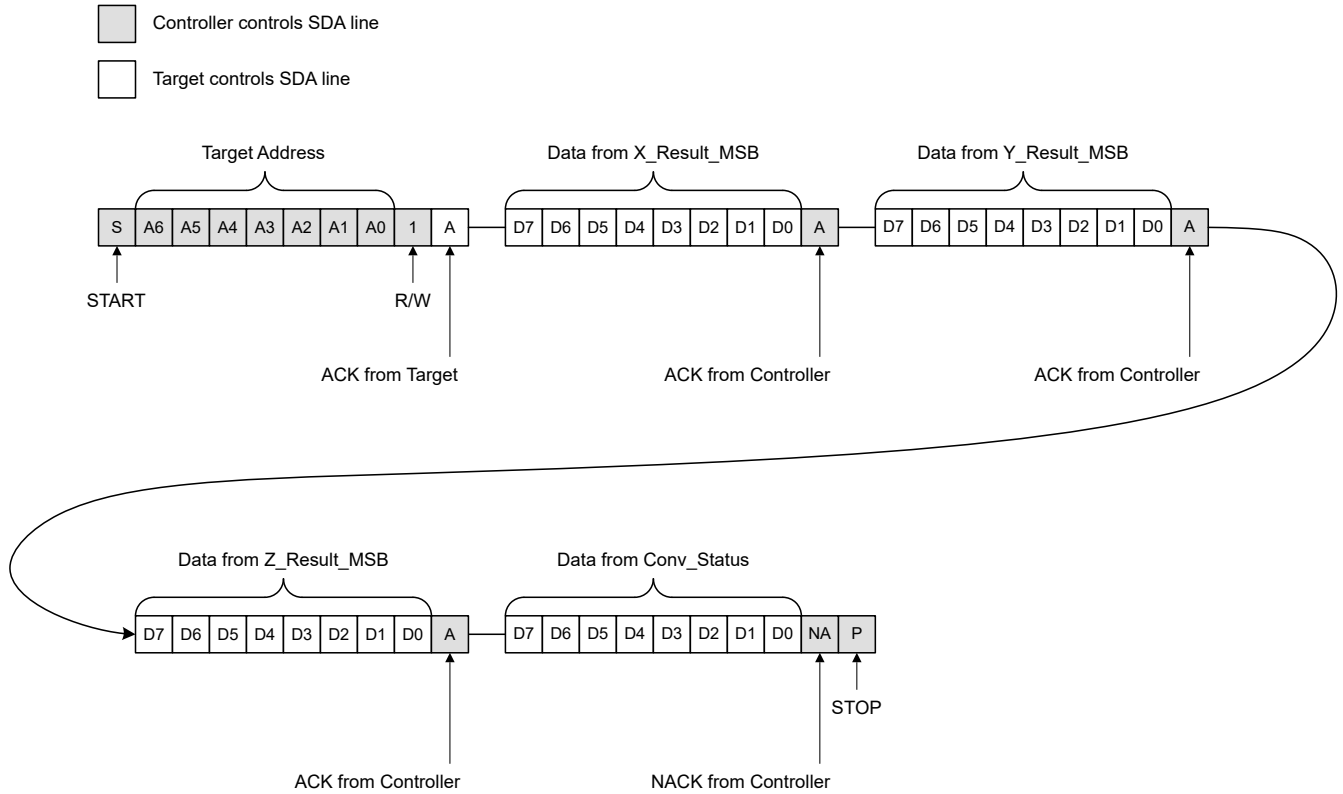 Controller controls SDA line
Target controls SDA line
Target Address
Data from X_Result_MSB
Data from Y_Result_MSB
S A6 A5 A4 A3 A2 A1 A0 1 A D7 D6 D5 D4 D3 D2 D1 D0 A D7 D6 D5 D4 D3 D2 D1 D0 A
START
R/W
ACK from Target
ACK from Controller
ACK from Controller
Data from Z_Result_MSB
Data from Conv_Status
D7 D6 D5 D4 D3 D2 D1 D0 A D7 D6 D5 D4 D3 D2 D1 D0 NA P
STOP
ACK from Controller
NACK from Controller